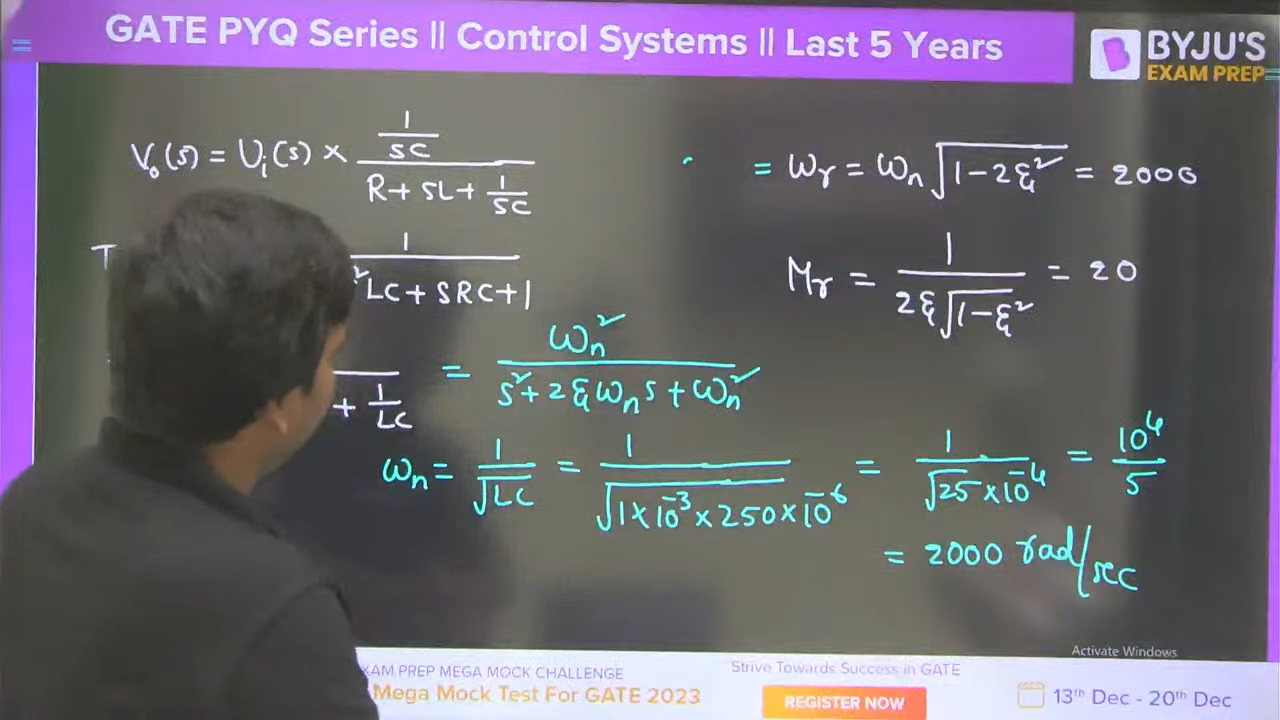 GATE PYQ Series || Control Systems || Last 5 Years
BYJU'S
EXAM PREP
V₀(s) = Vᵢ(s) × (1/SC) / (R + SL + 1/SC)
= ωᵣ = ωₙ √(1 − 2ξ²) = 2000
1 / ²LC + SRC + 1
Mᵣ = 1 / (2ξ√(1 − ξ²)) = 20
+ 1/LC = ωₙ² / (s² + 2ξωₙs + ωₙ²)
ωₙ = 1/√LC = 1/√(1×10⁻³×250×10⁻⁶) = 1/(√25×10⁻⁴) = 10⁴/5
= 2000 rad/sec
Activate Windows
XAM PREP MEGA MOCK CHALLENGE
Mega Mock Test For GATE 2023
Strive Towards Success in GATE
REGISTER NOW
13th Dec - 20th Dec